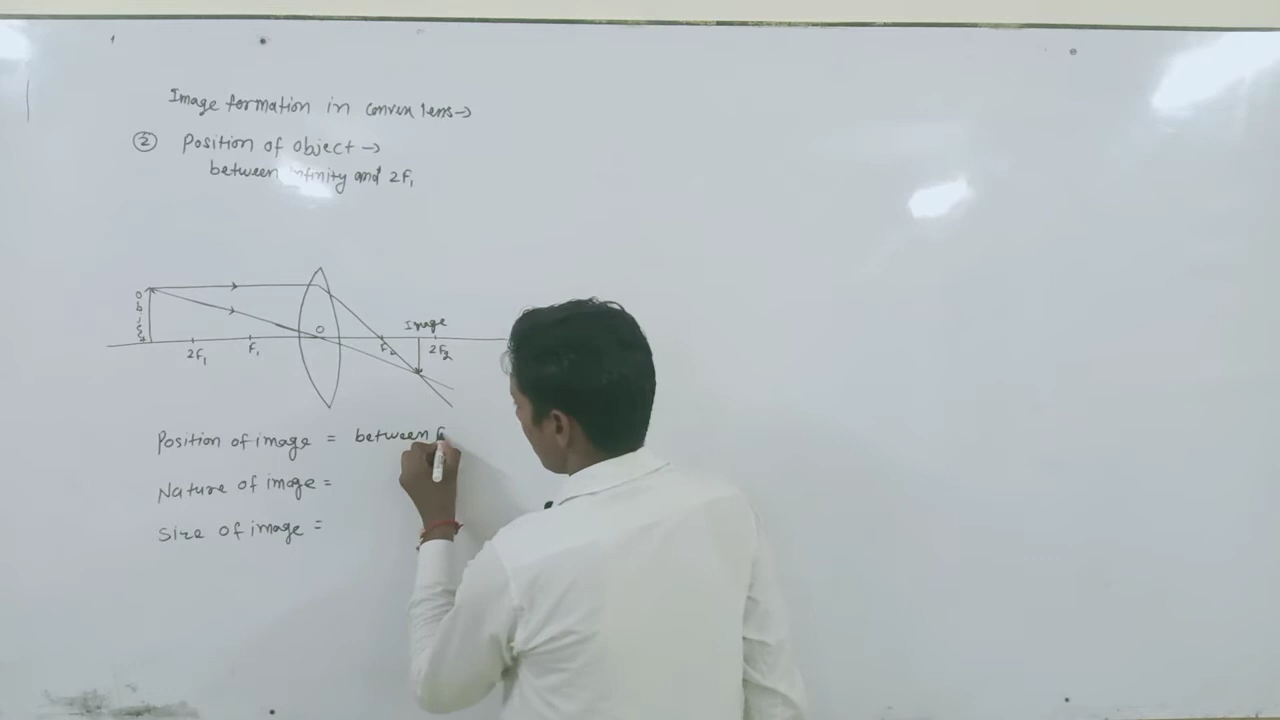 Image formation in convex lens→
② Position of object →
between infinity and 2F₁
Image
O
2F₁ F₁ F₂ 2F₂
Position of image = between F
Nature of image =
Size of image =